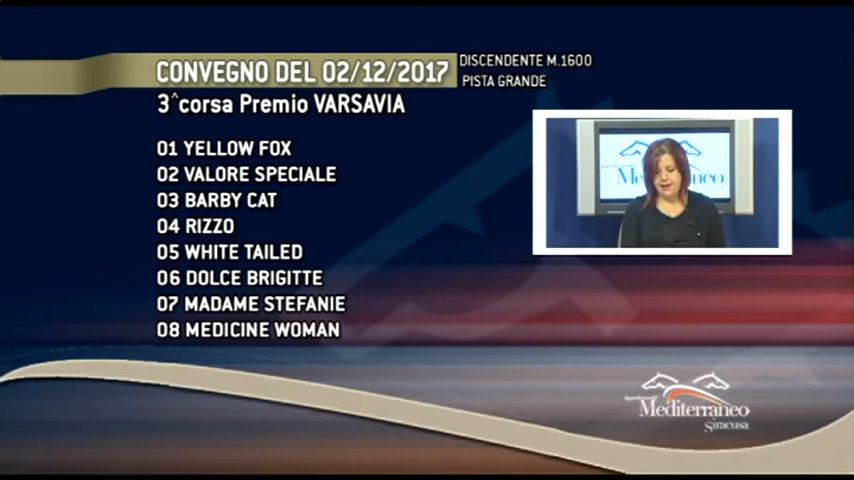 CONVEGNO DEL 02/12/2017
DISCENDENTE M.1600
PISTA GRANDE
3^corsa Premio VARSAVIA
01 YELLOW FOX
02 VALORE SPECIALE
03 BARBY CAT
04 RIZZO
05 WHITE TAILED
06 DOLCE BRIGITTE
07 MADAME STEFANIE
08 MEDICINE WOMAN
Mediterraneo
Mediterraneo
Siracusa